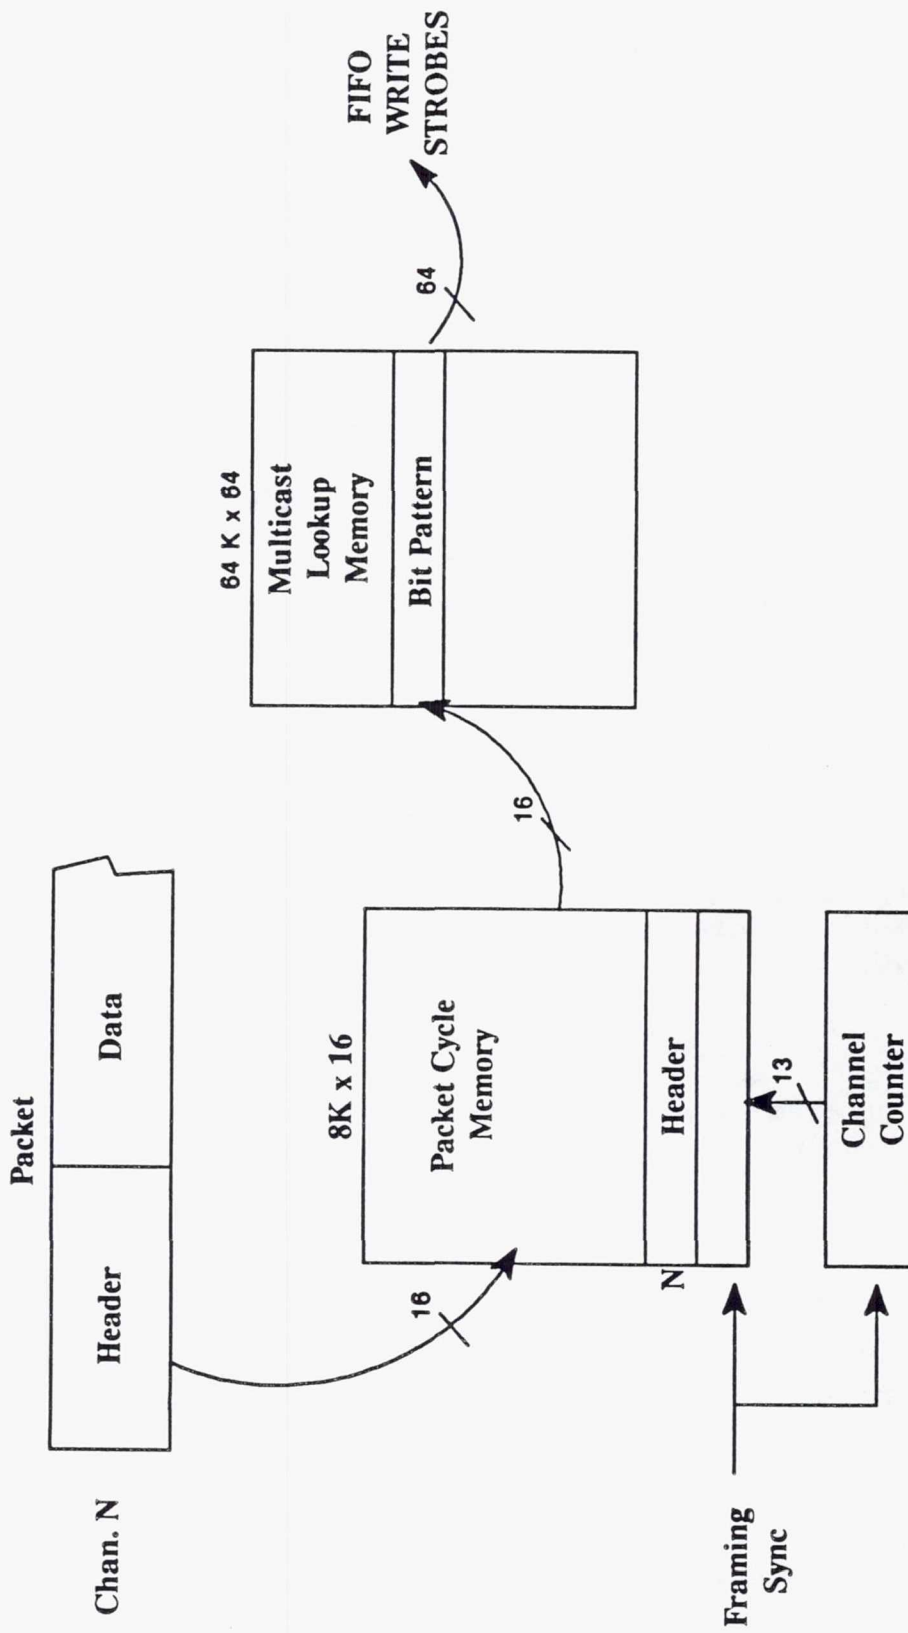 Packet
Chan. N
Header
Data
16
8K x 16
Packet Cycle
Memory
N
Header
13
Channel
Counter
Framing
Sync
16
64 K x 64
Multicast
Lookup
Memory
Bit Pattern
64
FIFO
WRITE
STROBES